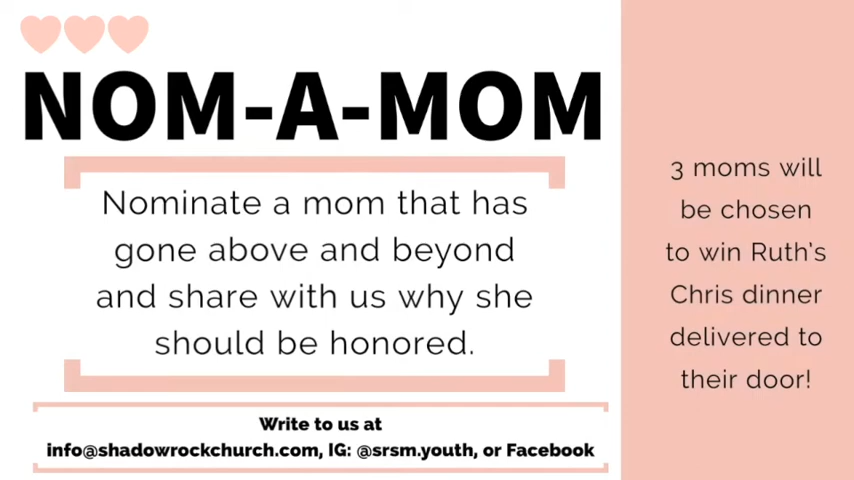 NOM-A-MOM
Nominate a mom that has
gone above and beyond
and share with us why she
should be honored.
Write to us at
info@shadowrockchurch.com, IG: @srsm.youth, or Facebook
3 moms will
be chosen
to win Ruth's
Chris dinner
delivered to
their door!